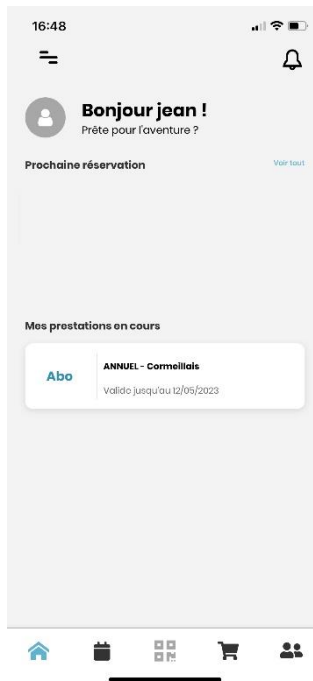 16:48
Bonjour jean !
Prête pour l'aventure ?
Prochaine réservation
Voir tout
Mes prestations en cours
Abo
ANNUEL - Cormeillais
Valide jusqu'au 12/05/2023